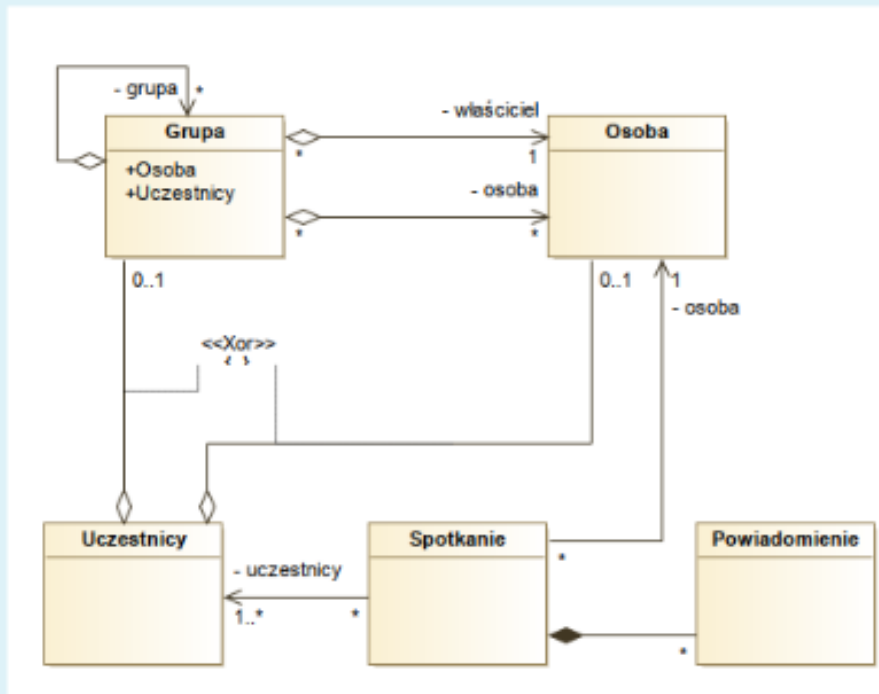 - grupa *
Grupa
+Osoba
+Uczestnicy
- właściciel
* 1
- osoba
* *
Osoba
0..1
0..1
1
- osoba
<<Xor>>
{ }
Uczestnicy
- uczestnicy
1..* *
Spotkanie
*
*
Powiadomienie